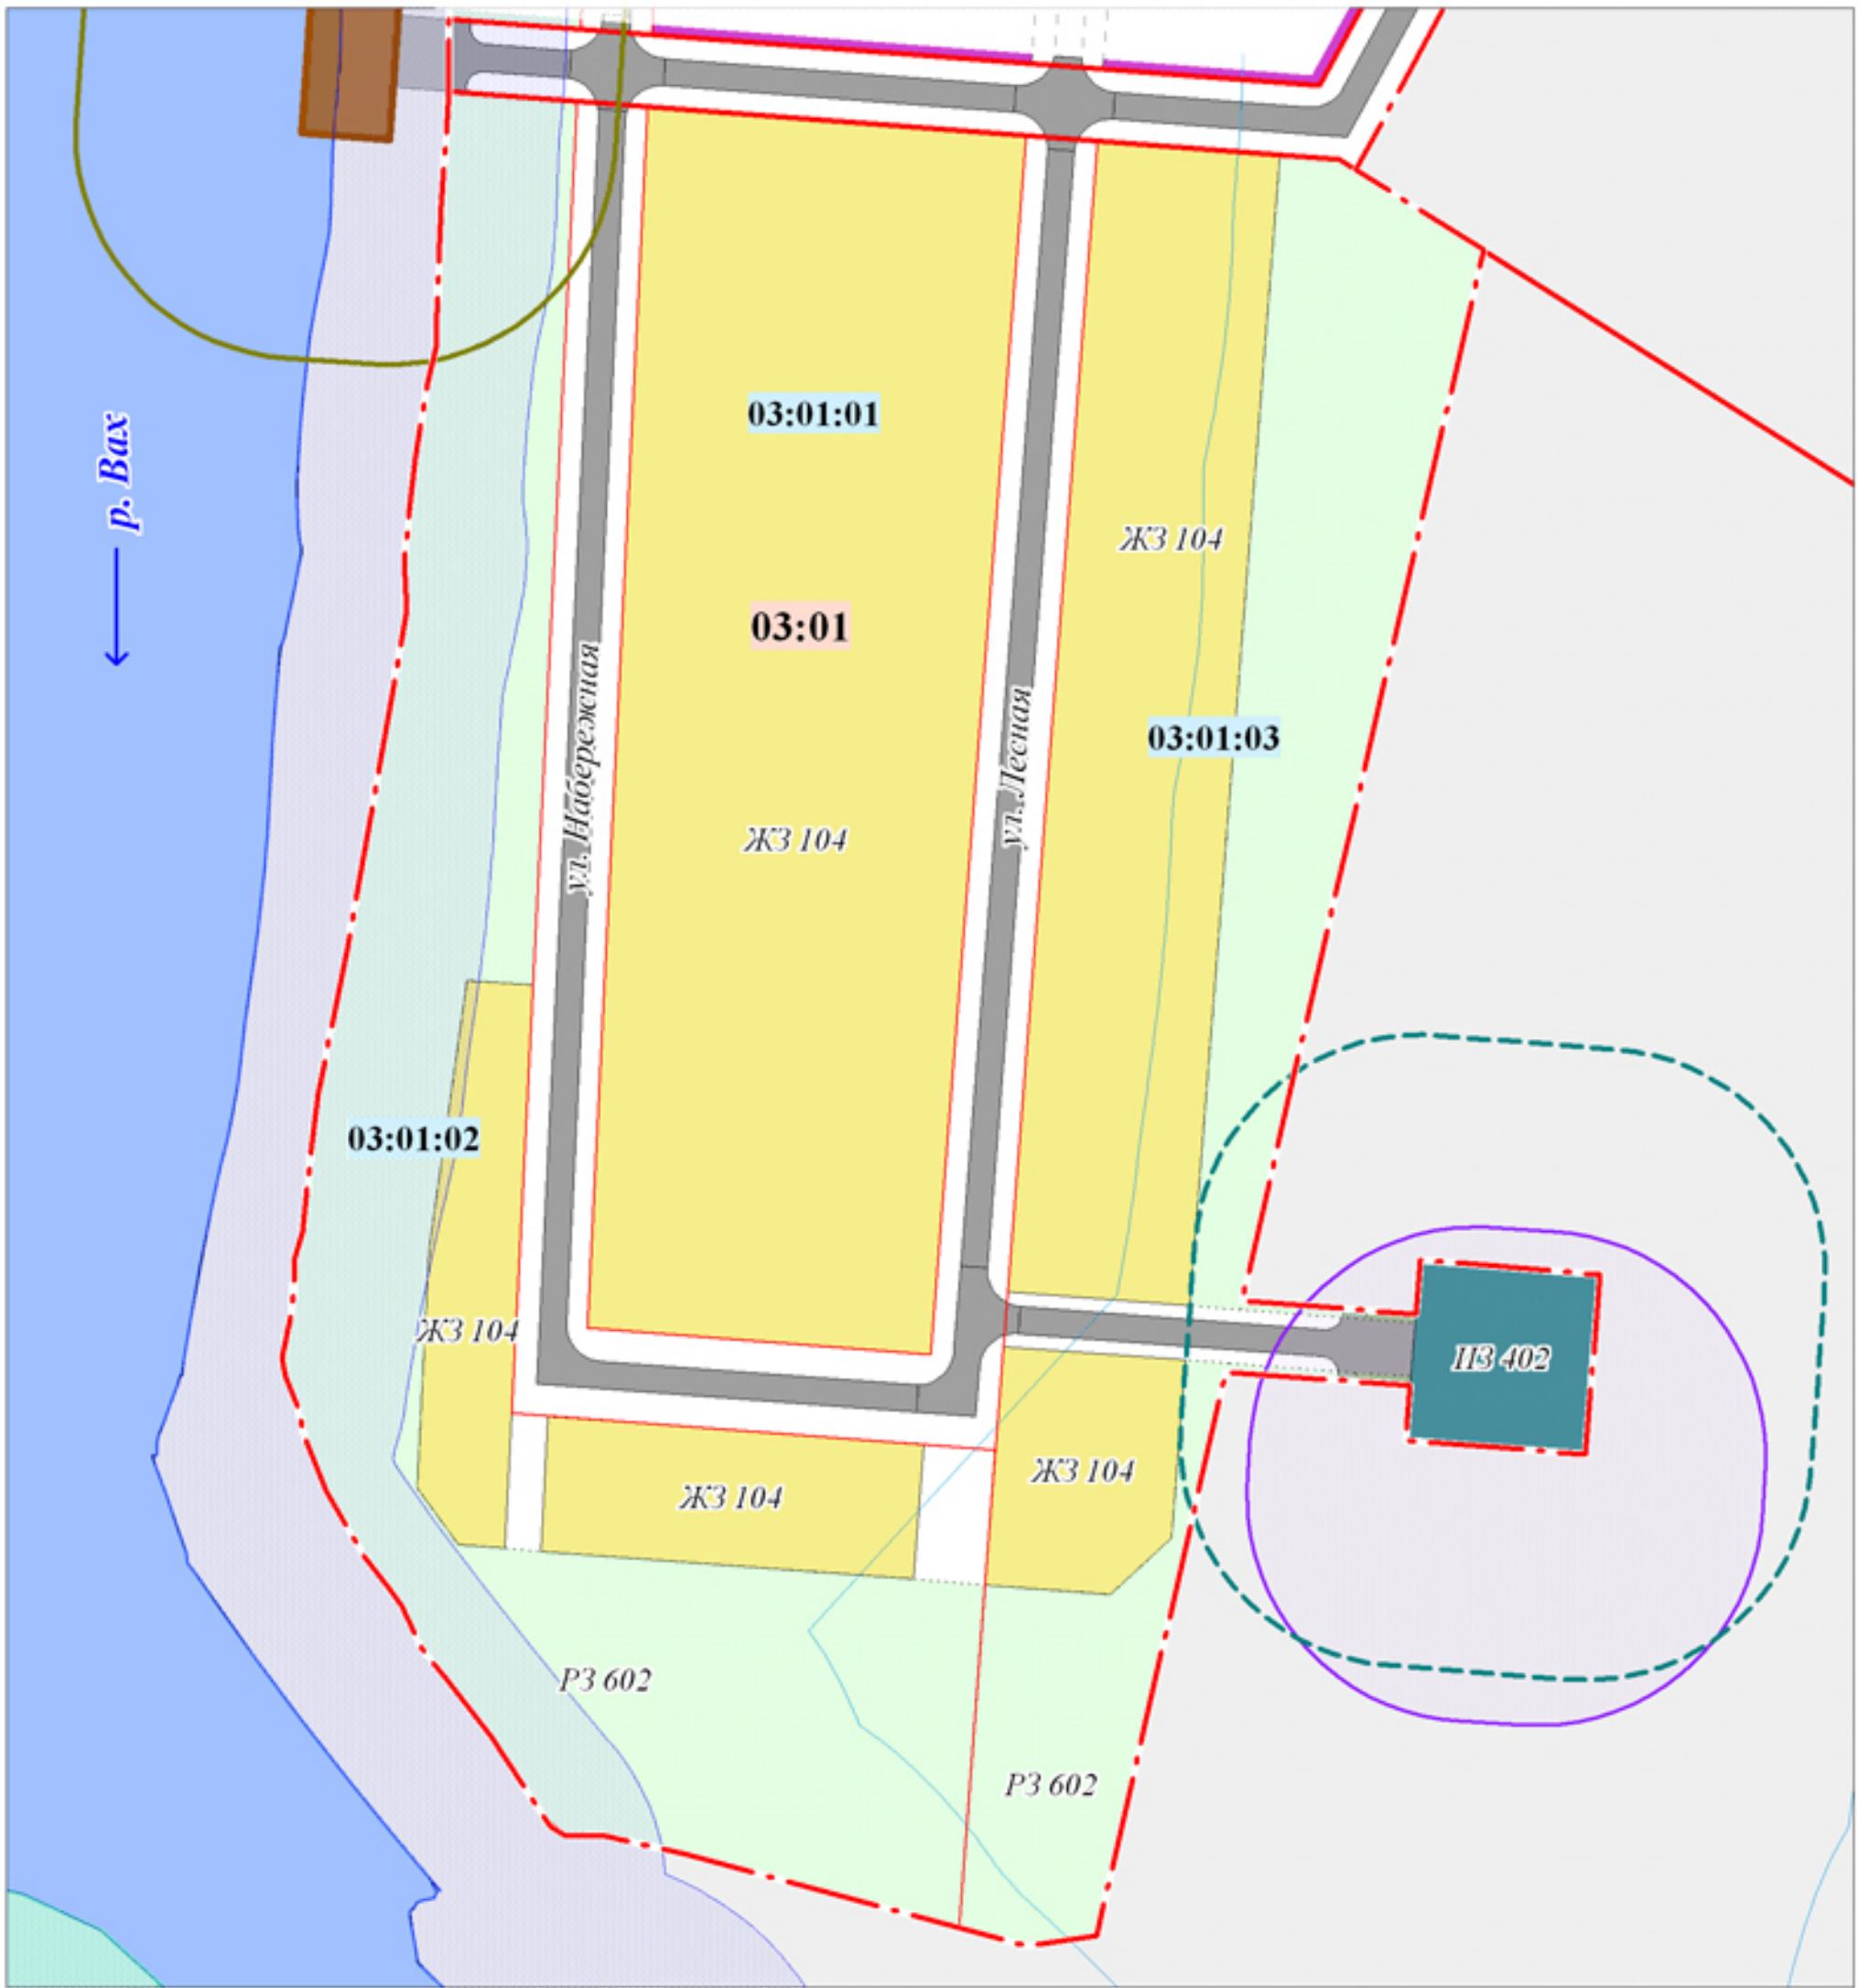 03:01:01
р. Вах
ЖЗ 104
03:01
ул. Набережная
ул. Лесная
03:01:03
ЖЗ 104
03:01:02
ЖЗ 104
ПЗ 402
ЖЗ 104
ЖЗ 104
РЗ 602
РЗ 602